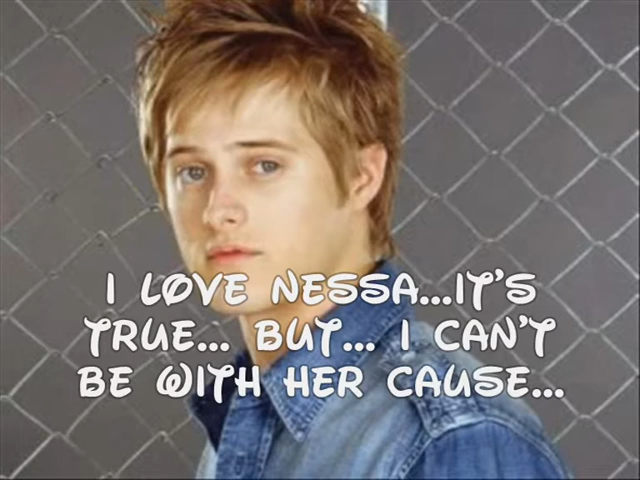 I LOVE NESSA...IT'S
TRUE... BUT... I CAN'T
BE WITH HER CAUSE...